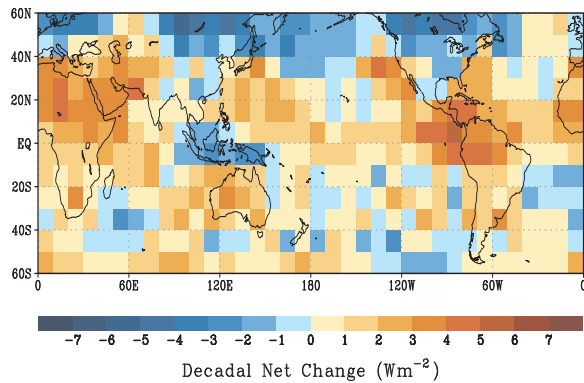 60N
40N
20N
EQ
20S
40S
60S
0 60E 120E 180 120W 60W 0
-7 -5 -4 -3 -2 -1 0 1 2 3 4 5 6 7
Decadal Net Change (Wm⁻²)